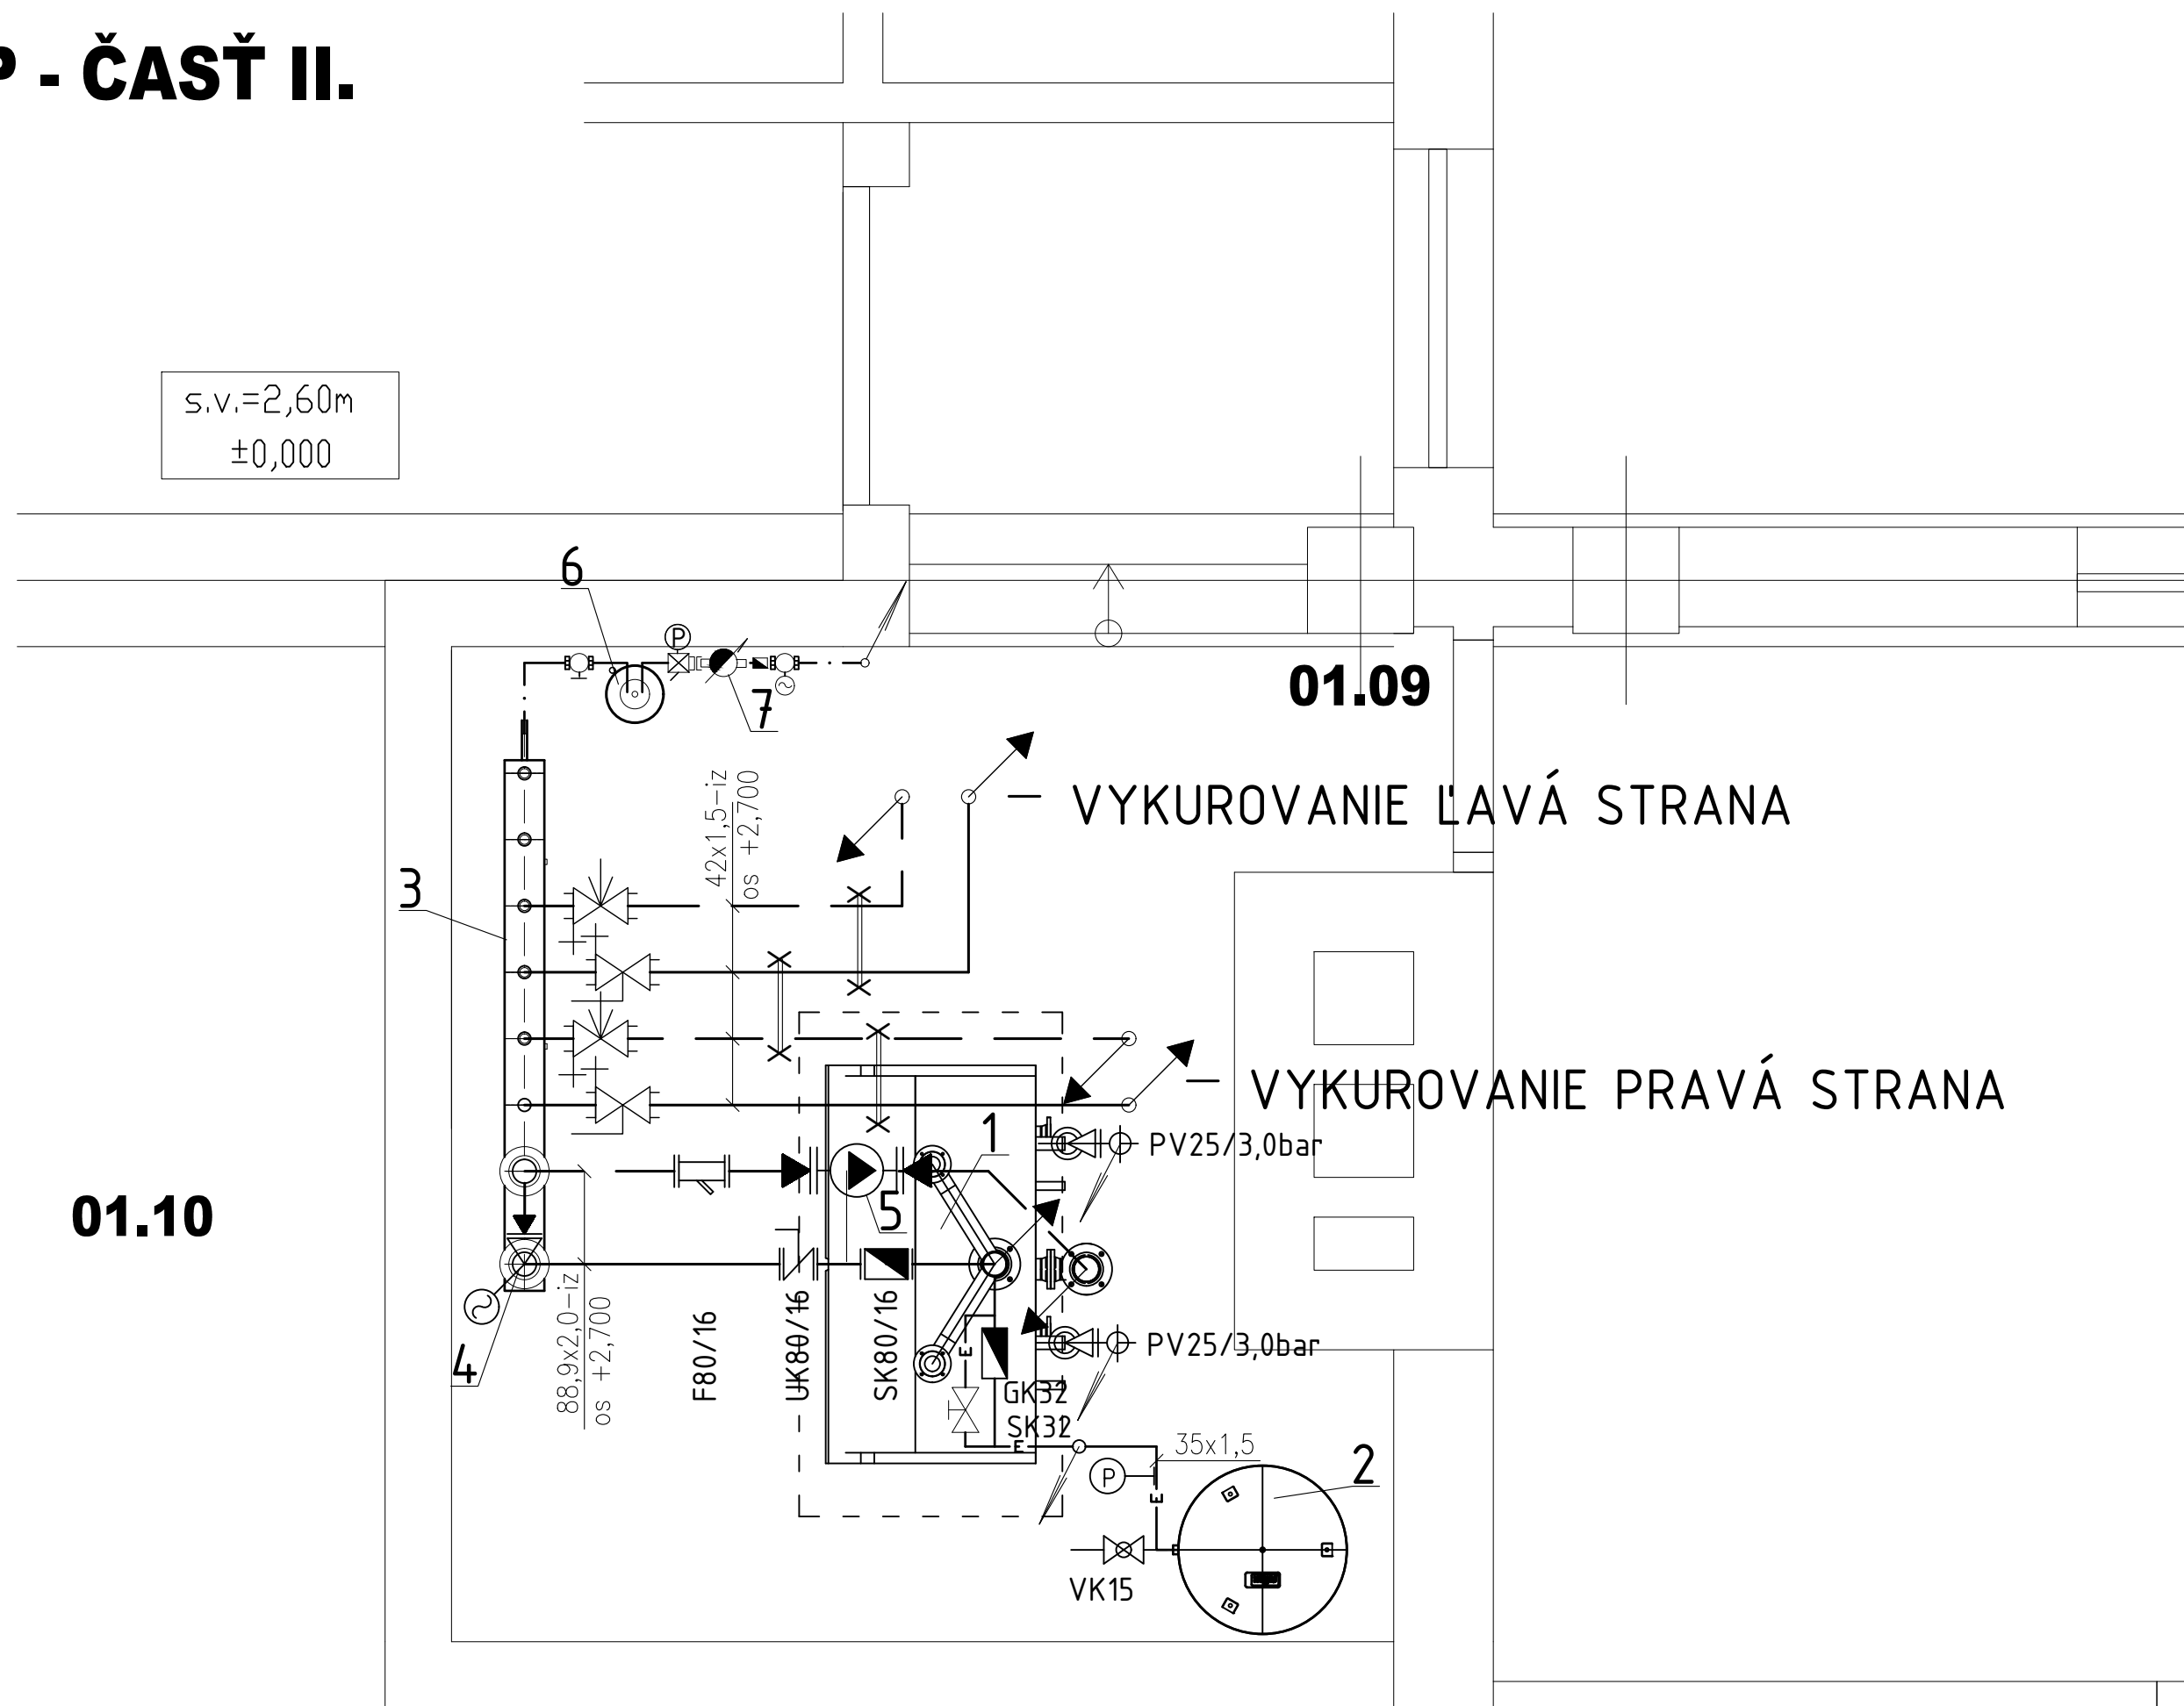 P - ČASŤ II.
s.v.=2,60m
±0,000
6
P
7
01.09
- VYKUROVANIE ĽAVÁ STRANA
42x1,5-iz
os +2,700
3
- VYKUROVANIE PRAVÁ STRANA
1
PV25/3,0bar
5
01.10
88,9x2,0-iz
os +2,700
F80/16
UK80/16
SK80/16
4
PV25/3,0bar
E
GK32
SK32
E
35x1,5
P
2
E
VK15